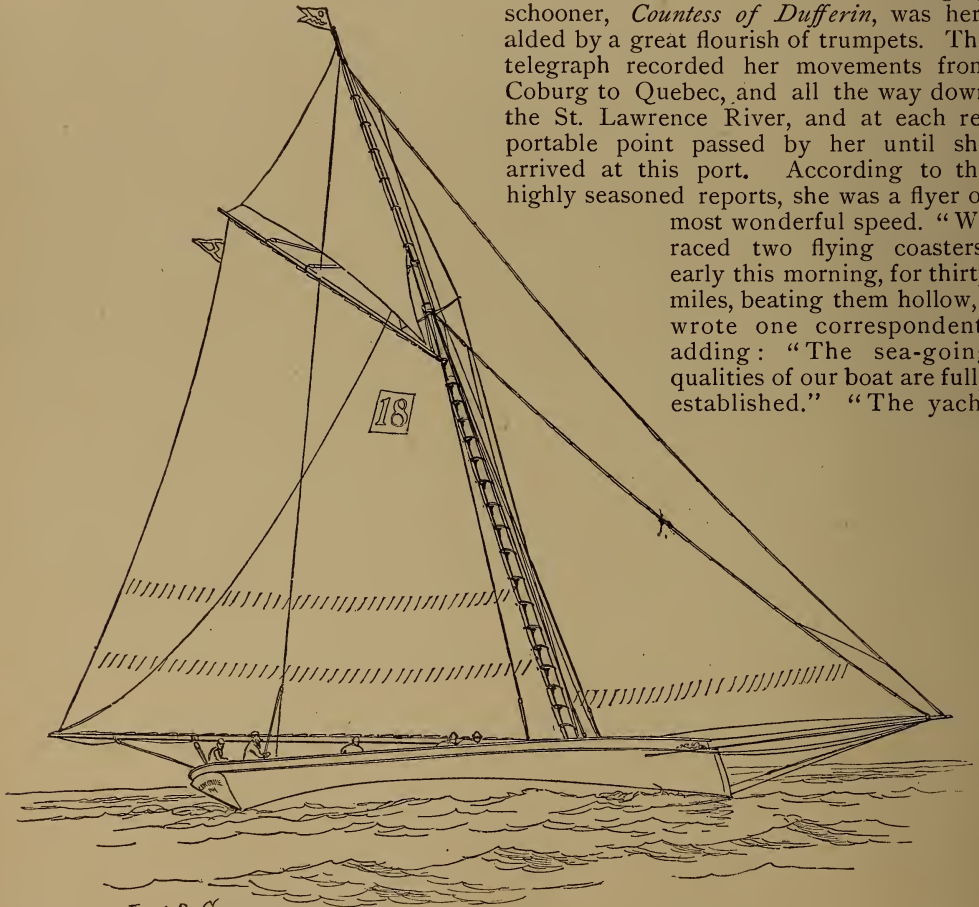 schooner, Countess of Dufferin, was her
alded by a great flourish of trumpets. Th
telegraph recorded her movements from
Coburg to Quebec, and all the way down
the St. Lawrence River, and at each re
portable point passed by her until sh
arrived at this port. According to th
highly seasoned reports, she was a flyer o
most wonderful speed. “W
raced two flying coasters
early this morning, for thirt
miles, beating them hollow,
wrote one correspondent
adding: “The sea-going
qualities of our boat are full
established.” “The yach
18